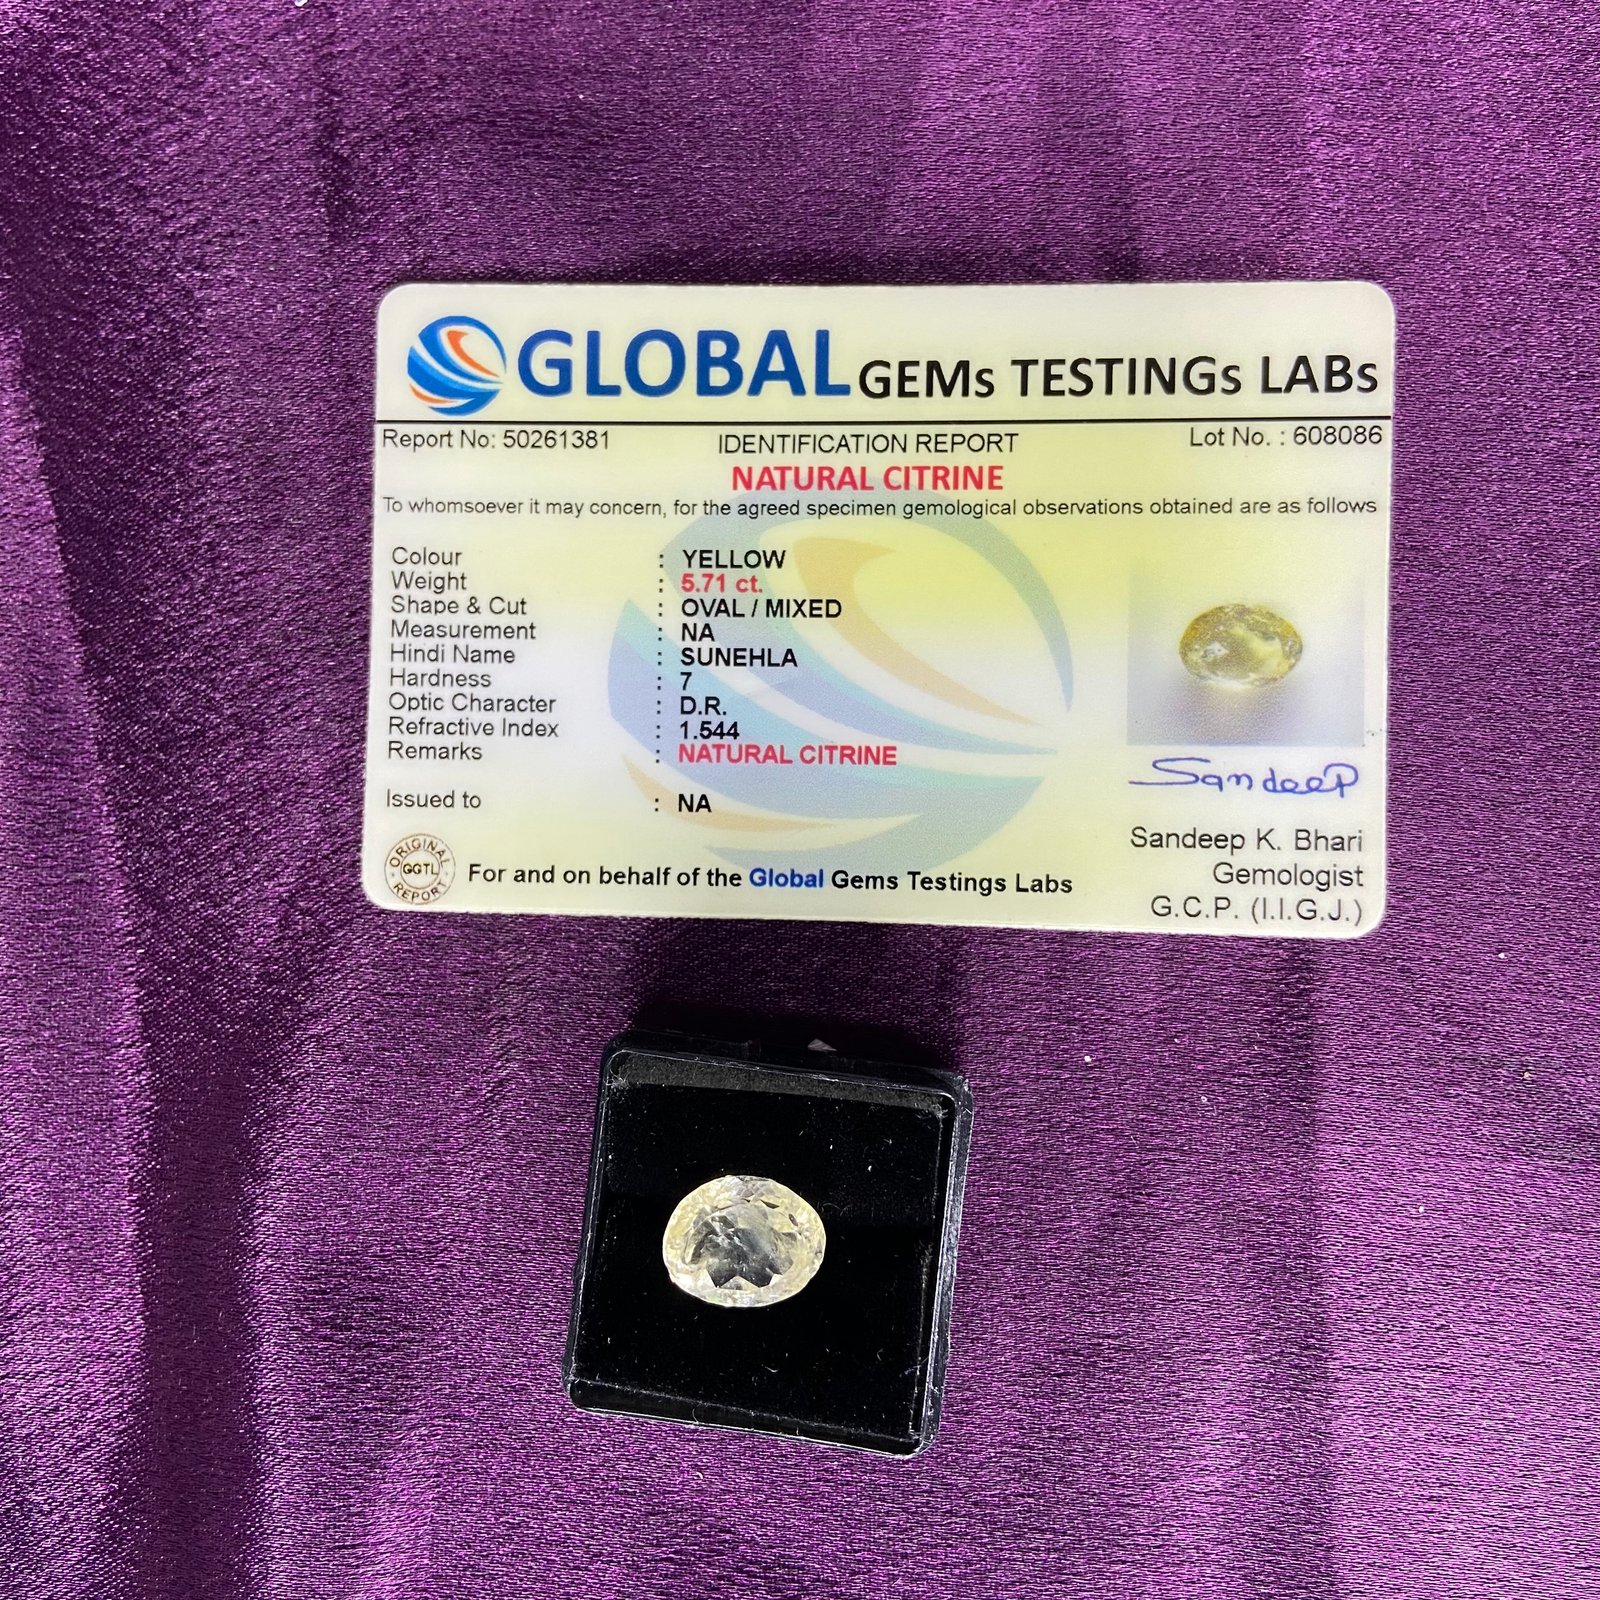 GLOBAL GEMs TESTINGs LABs
Report No: 50261381 IDENTIFICATION REPORT Lot No. : 608086
NATURAL CITRINE
To whomsoever it may concern, for the agreed specimen gemological observations obtained are as follows
Colour : YELLOW
Weight : 5.71 ct.
Shape & Cut : OVAL / MIXED
Measurement : NA
Hindi Name : SUNEHLA
Hardness : 7
Optic Character : D.R.
Refractive Index : 1.544
Remarks : NATURAL CITRINE
Issued to : NA
SandeeP
Sandeep K. Bhari
Gemologist
G.C.P. (I.I.G.J.)
ORIGINAL
GGTL
REPORT
For and on behalf of the Global Gems Testings Labs